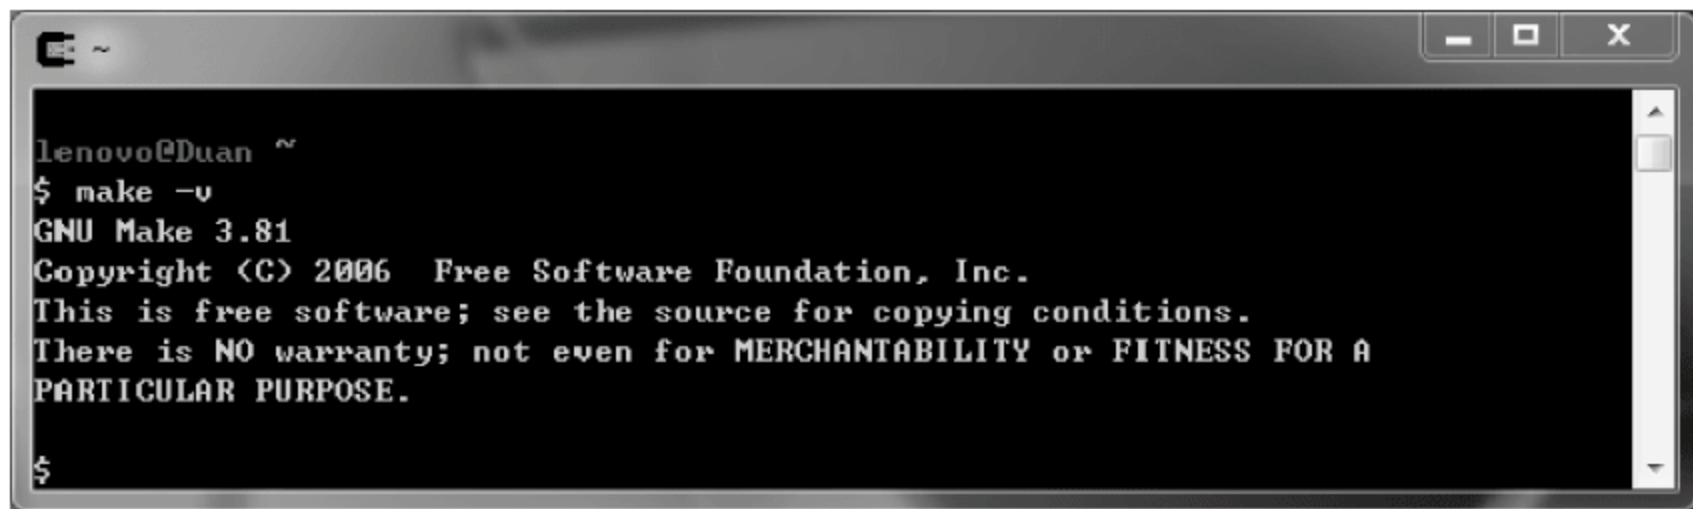 ~
lenovo@Duan ~
$ make -v
GNU Make 3.81
Copyright (C) 2006  Free Software Foundation, Inc.
This is free software; see the source for copying conditions.
There is NO warranty; not even for MERCHANTABILITY or FITNESS FOR A
PARTICULAR PURPOSE.
$